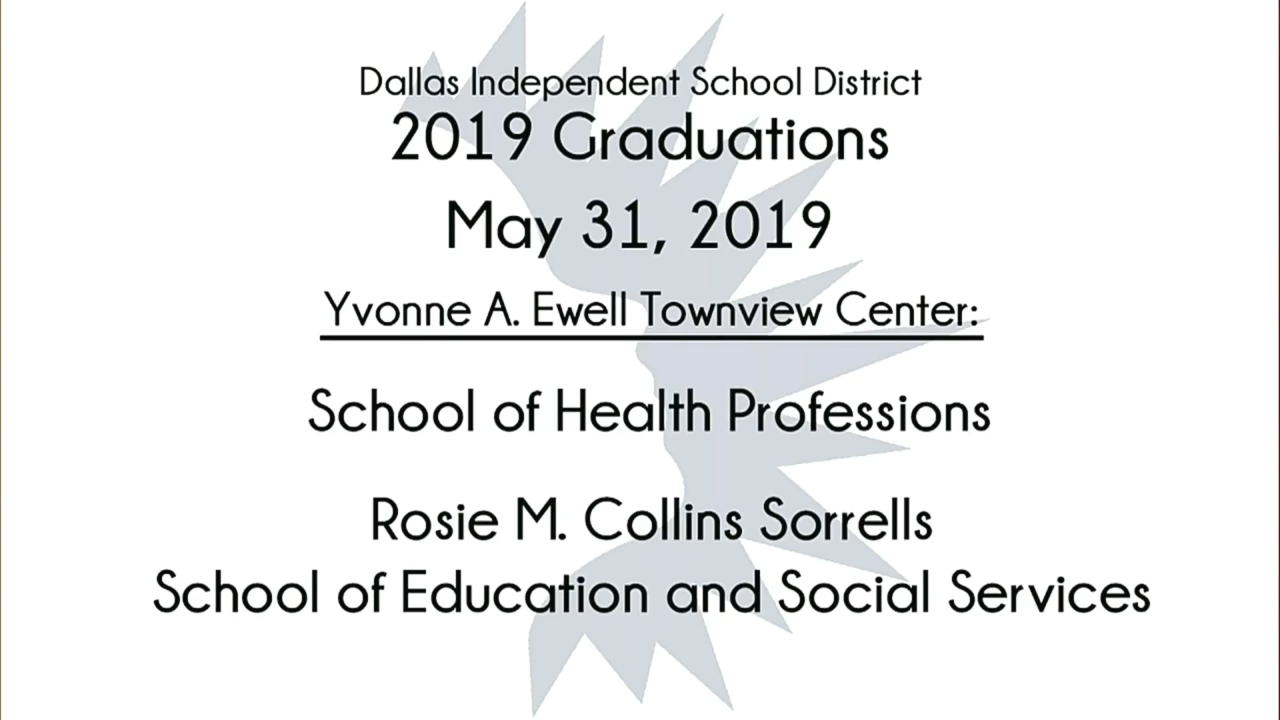 Dallas Independent School District
2019 Graduations
May 31, 2019
Yvonne A. Ewell Townview Center:
School of Health Professions
Rosie M. Collins Sorrells
School of Education and Social Services